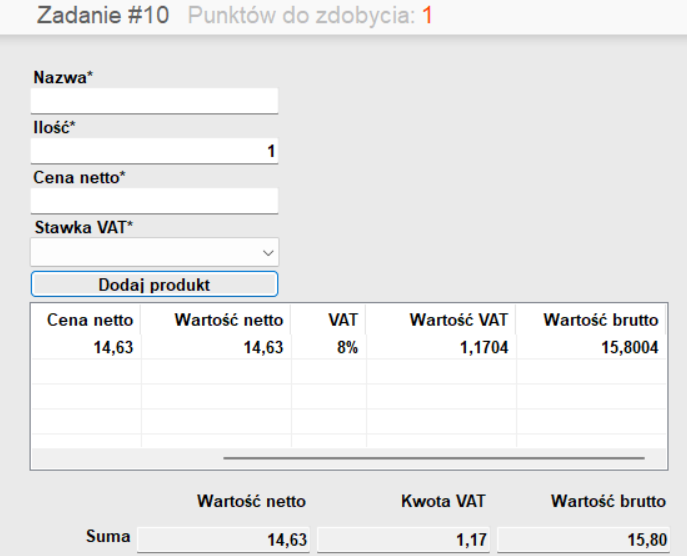 Zadanie #10 Punktów do zdobycia: 1
Nazwa*
Ilość*
1
Cena netto*
Stawka VAT*
Dodaj produkt
Cena netto Wartość netto VAT Wartość VAT Wartość brutto
14,63 14,63 8% 1,1704 15,8004
Wartość netto Kwota VAT Wartość brutto
Suma 14,63 1,17 15,80